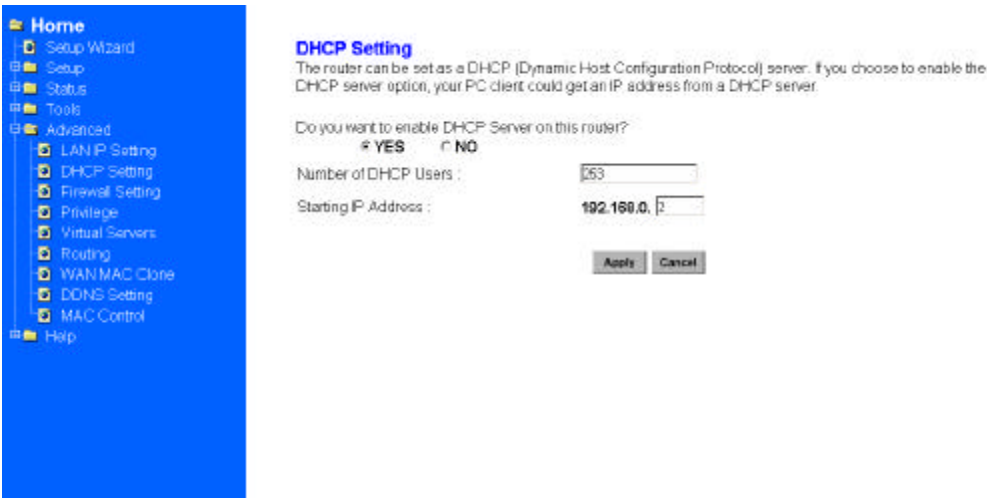 Home
Setup Wizard
Setup
Status
Tools
Advanced
LAN IP Setting
DHCP Setting
Firewall Setting
Privilege
Virtual Servers
Routing
WAN MAC Clone
DDNS Setting
MAC Control
Help
DHCP Setting
The router can be set as a DHCP (Dynamic Host Configuration Protocol) server. If you choose to enable the
DHCP server option, your PC client could get an IP address from a DHCP server.
Do you want to enable DHCP Server on this router?
YES NO
Number of DHCP Users : 253
Starting IP Address : 192.168.0. 2
Apply Cancel